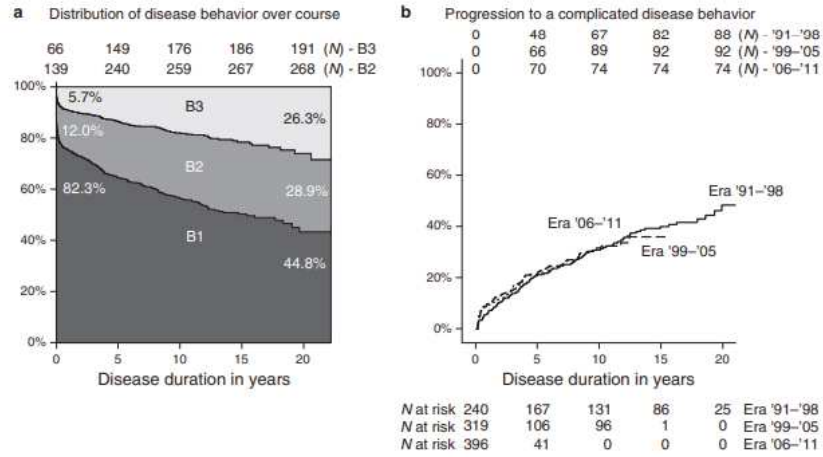 a Distribution of disease behavior over course
66 149 176 186 191 (N) - B3
139 240 259 267 268 (N) - B2
100%
80%
60%
40%
20%
0%
5.7%
B3
26.3%
12.0%
B2
82.3%
28.9%
B1
44.8%
0 5 10 15 20
Disease duration in years
b Progression to a complicated disease behavior
0 48 67 82 88 (N) - '91–'98
0 66 89 92 92 (N) - '99–'05
0 70 74 74 74 (N) - '06–'11
100%
80%
60%
40%
20%
0%
Era '91–'98
Era '06–'11
Era '99–'05
0 5 10 15 20
Disease duration in years
N at risk 240 167 131 86 25 Era '91–'98
N at risk 319 106 96 1 0 Era '99–'05
N at risk 396 41 0 0 0 Era '06–'11